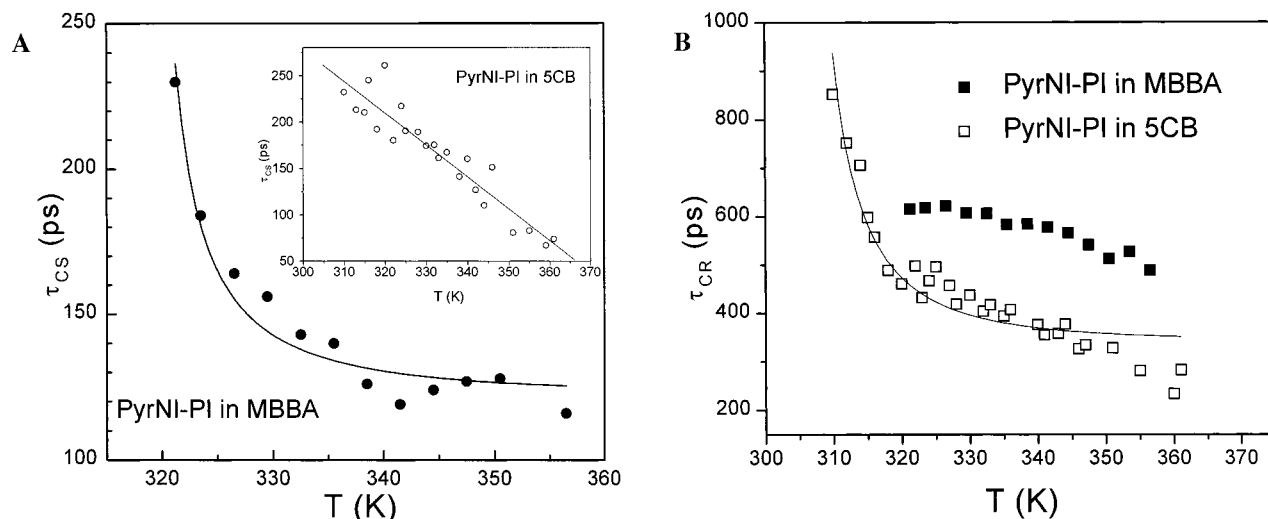 A
250
200
150
100
τCS (ps)
320
330
340
350
360
T (K)
PyrNI-PI in MBBA
PyrNI-PI in 5CB
250
200
150
100
50
τCS (ps)
300
310
320
330
340
350
360
370
T (K)
B
1000
800
600
400
200
τCR (ps)
300
310
320
330
340
350
360
370
T (K)
PyrNI-PI in MBBA
PyrNI-PI in 5CB